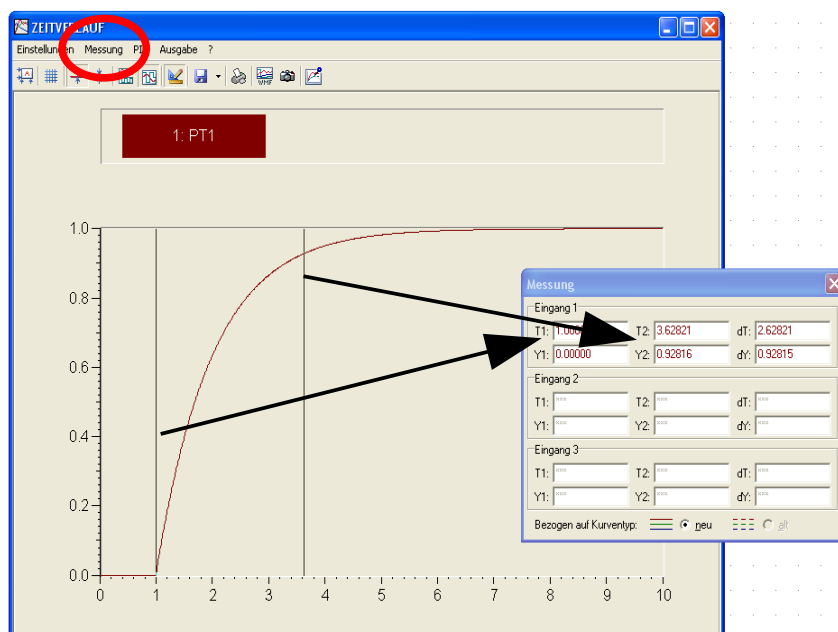 ZEITVERLAUF
Einstellungen Messung PI Ausgabe ?
WMF
1: PT1
1.0
0.8
0.6
0.4
0.2
0.0
0 1 2 3 4 5 6 7 8 9 10
Messung
Eingang 1
T1: T2: 3.62821 dT: 2.62821
Y1: 0.00000 Y2: 0.92816 dY: 0.92815
Eingang 2
T1: *** T2: *** dT: ***
Y1: *** Y2: *** dY: ***
Eingang 3
T1: *** T2: *** dT: ***
Y1: *** Y2: *** dY: ***
Bezogen auf Kurventyp: neu alt